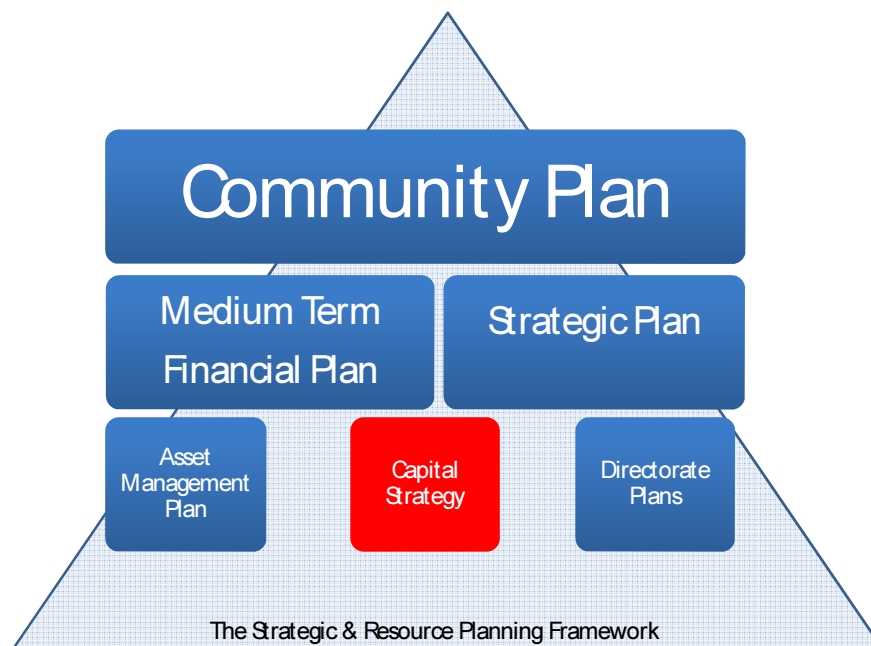 Community Plan
Medium Term
Financial Plan
Strategic Plan
Asset
Management
Plan
Capital
Strategy
Directorate
Plans
The Strategic & Resource Planning Framework